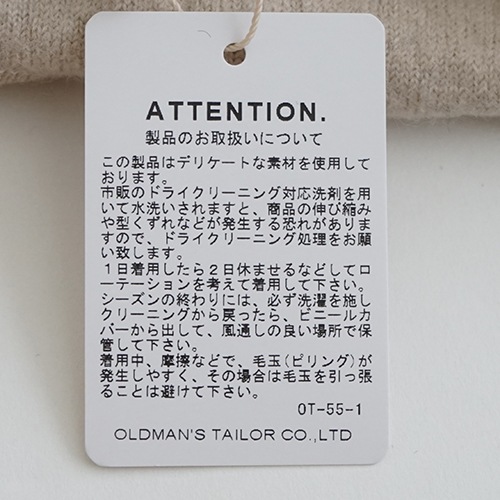 ATTENTION.
製品のお取扱いについて
この製品はデリケートな素材を使用して
おります。
市販のドライクリーニング対応洗剤を用
いて水洗いされますと、商品の伸び縮み
や型くずれなどが発生する恐れがありま
すので、ドライクリーニング処理をお願
い致します。
1日着用したら2日休ませるなどしてロ
ーテーションを考えて着用して下さい。
シーズンの終わりには、必ず洗濯を施し
クリーニングから戻ったら、ビニールカ
バーから出して、風通しの良い場所で保
管して下さい。
着用中、摩擦などで、毛玉(ピリング)が
発生しやすく、その場合は毛玉を引っ張
ることは避けて下さい。
OT-55-1
OLDMAN'S TAILOR CO.,LTD